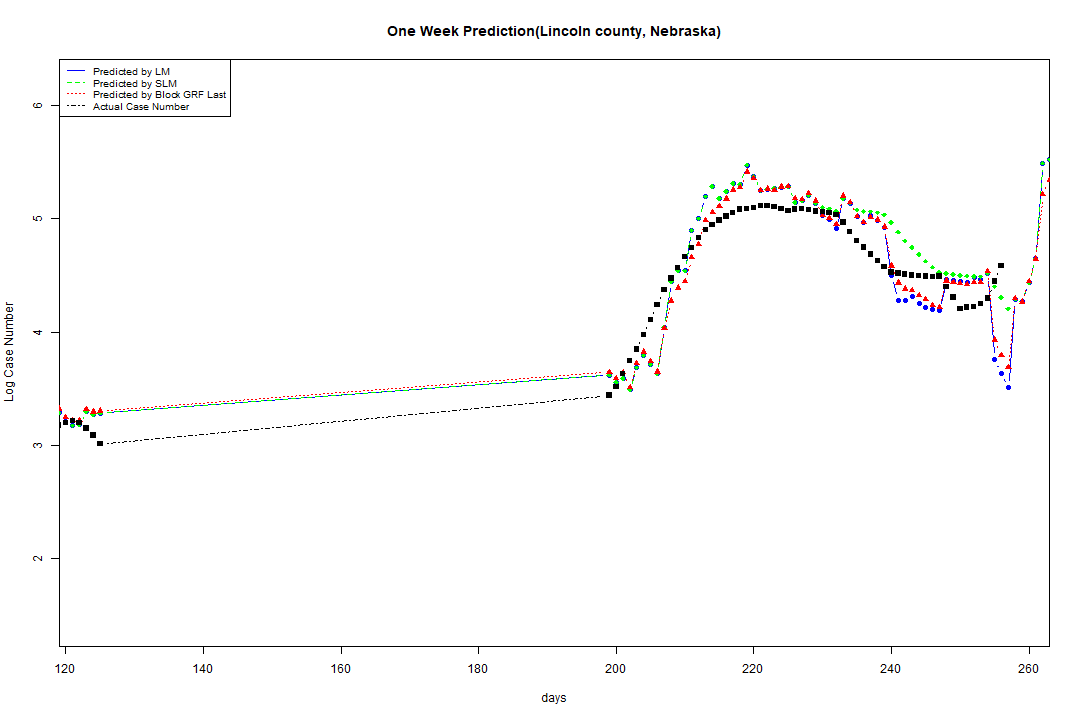 One Week Prediction(Lincoln county, Nebraska)
Predicted by LM
Predicted by SLM
Predicted by Block GRF Last
Actual Case Number
6
5
4
3
2
Log Case Number
120 140 160 180 200 220 240 260
days